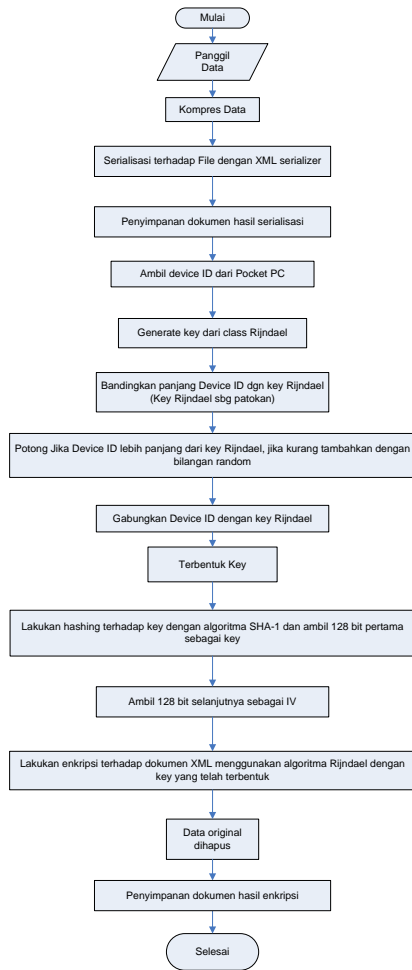 Mulai
Panggil
Data
Kompres Data
Serialisasi terhadap File dengan XML serializer
Penyimpanan dokumen hasil serialisasi
Ambil device ID dari Pocket PC
Generate key dari class Rijndael
Bandingkan panjang Device ID dgn key Rijndael
(Key Rijndael sbg patokan)
Potong Jika Device ID lebih panjang dari key Rijndael, jika kurang tambahkan dengan
bilangan random
Gabungkan Device ID dengan key Rijndael
Terbentuk Key
Lakukan hashing terhadap key dengan algoritma SHA-1 dan ambil 128 bit pertama
sebagai key
Ambil 128 bit selanjutnya sebagai IV
Lakukan enkripsi terhadap dokumen XML menggunakan algoritma Rijndael dengan
key yang telah terbentuk
Data original
dihapus
Penyimpanan dokumen hasil enkripsi
Selesai